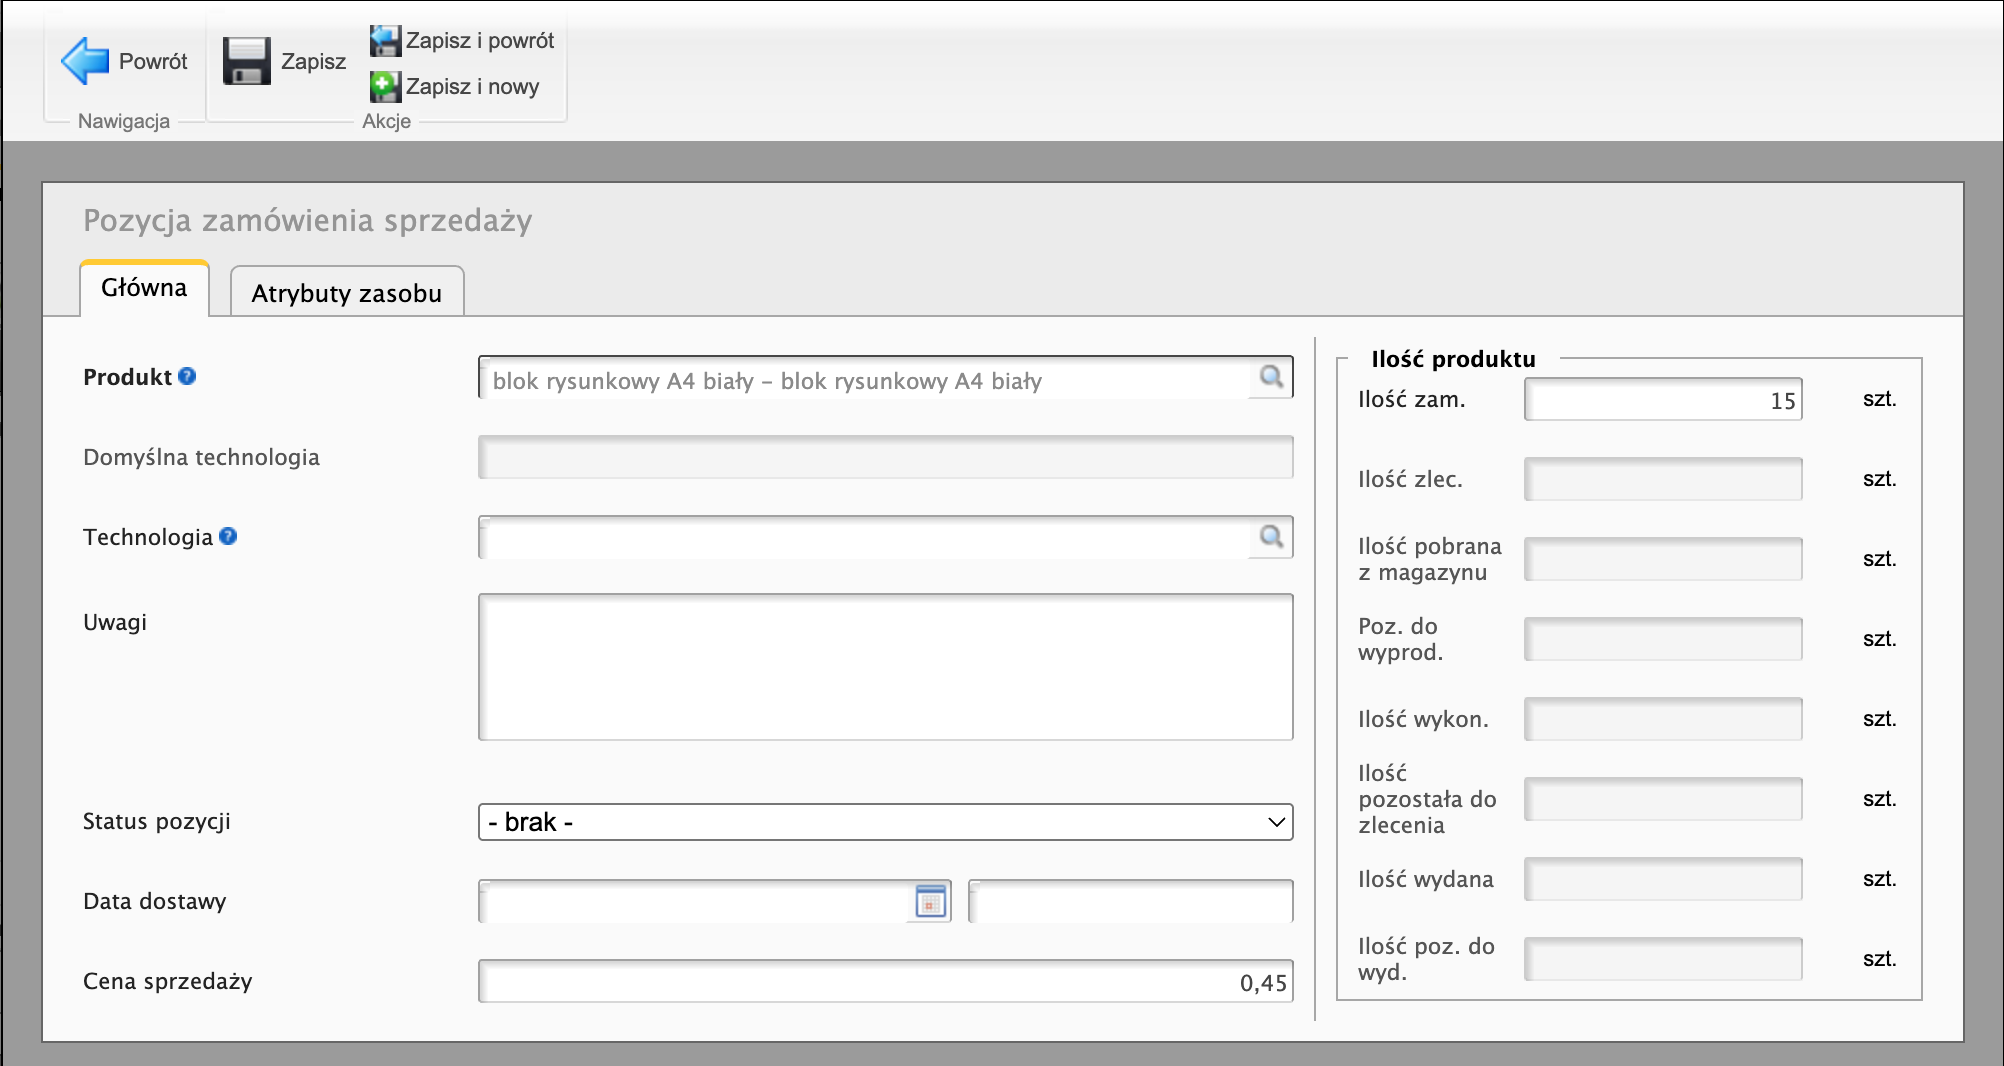 Powrót
Nawigacja
Zapisz
Zapisz i powrót
Zapisz i nowy
Akcje
Pozycja zamówienia sprzedaży
Główna
Atrybuty zasobu
Produkt ?
blok rysunkowy A4 biały - blok rysunkowy A4 biały
Domyślna technologia
Technologia ?
Uwagi
Status pozycji
- brak -
Data dostawy
Cena sprzedaży
0,45
Ilość produktu
Ilość zam.
15
szt.
Ilość zlec.
szt.
Ilość pobrana
z magazynu
szt.
Poz. do
wyprod.
szt.
Ilość wykon.
szt.
Ilość
pozostała do
zlecenia
szt.
Ilość wydana
szt.
Ilość poz. do
wyd.
szt.